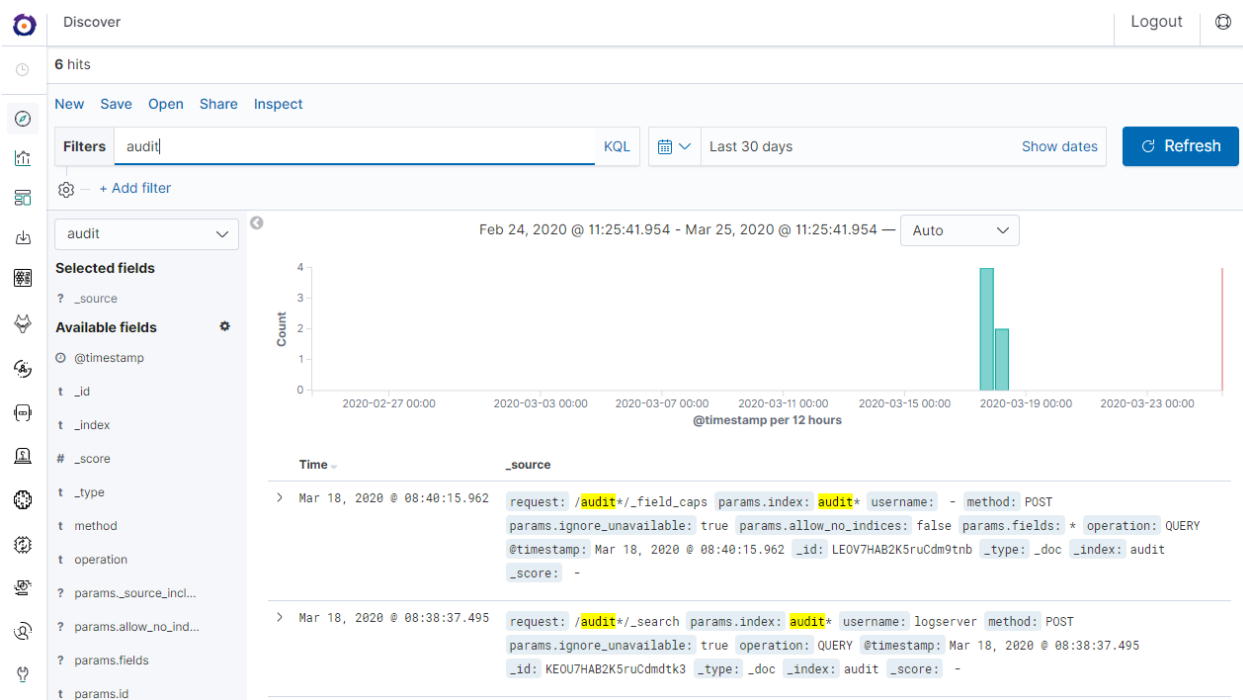 Discover
Logout
6 hits
New Save Open Share Inspect
Filters audit KQL Last 30 days Show dates Refresh
+ Add filter
audit
Selected fields
? _source
Available fields
@timestamp
t _id
t _index
# _score
t _type
t method
t operation
? params._source_incl...
? params.allow_no_ind...
? params.fields
t params.id
Feb 24, 2020 @ 11:25:41.954 - Mar 25, 2020 @ 11:25:41.954 — Auto
4
3
2
1
0
Count
2020-02-27 00:00 2020-03-03 00:00 2020-03-07 00:00 2020-03-11 00:00 2020-03-15 00:00 2020-03-19 00:00 2020-03-23 00:00
@timestamp per 12 hours
Time _source
Mar 18, 2020 @ 08:40:15.962 request: /audit*/_field_caps params.index: audit* username: - method: POST
params.ignore_unavailable: true params.allow_no_indices: false params.fields: * operation: QUERY
@timestamp: Mar 18, 2020 @ 08:40:15.962 _id: LEOV7HAB2K5ruCdm9tnb _type: _doc _index: audit
_score: -
Mar 18, 2020 @ 08:38:37.495 request: /audit*/_search params.index: audit* username: logserver method: POST
params.ignore_unavailable: true operation: QUERY @timestamp: Mar 18, 2020 @ 08:38:37.495
_id: KEOU7HAB2K5ruCdmdtk3 _type: _doc _index: audit _score: -